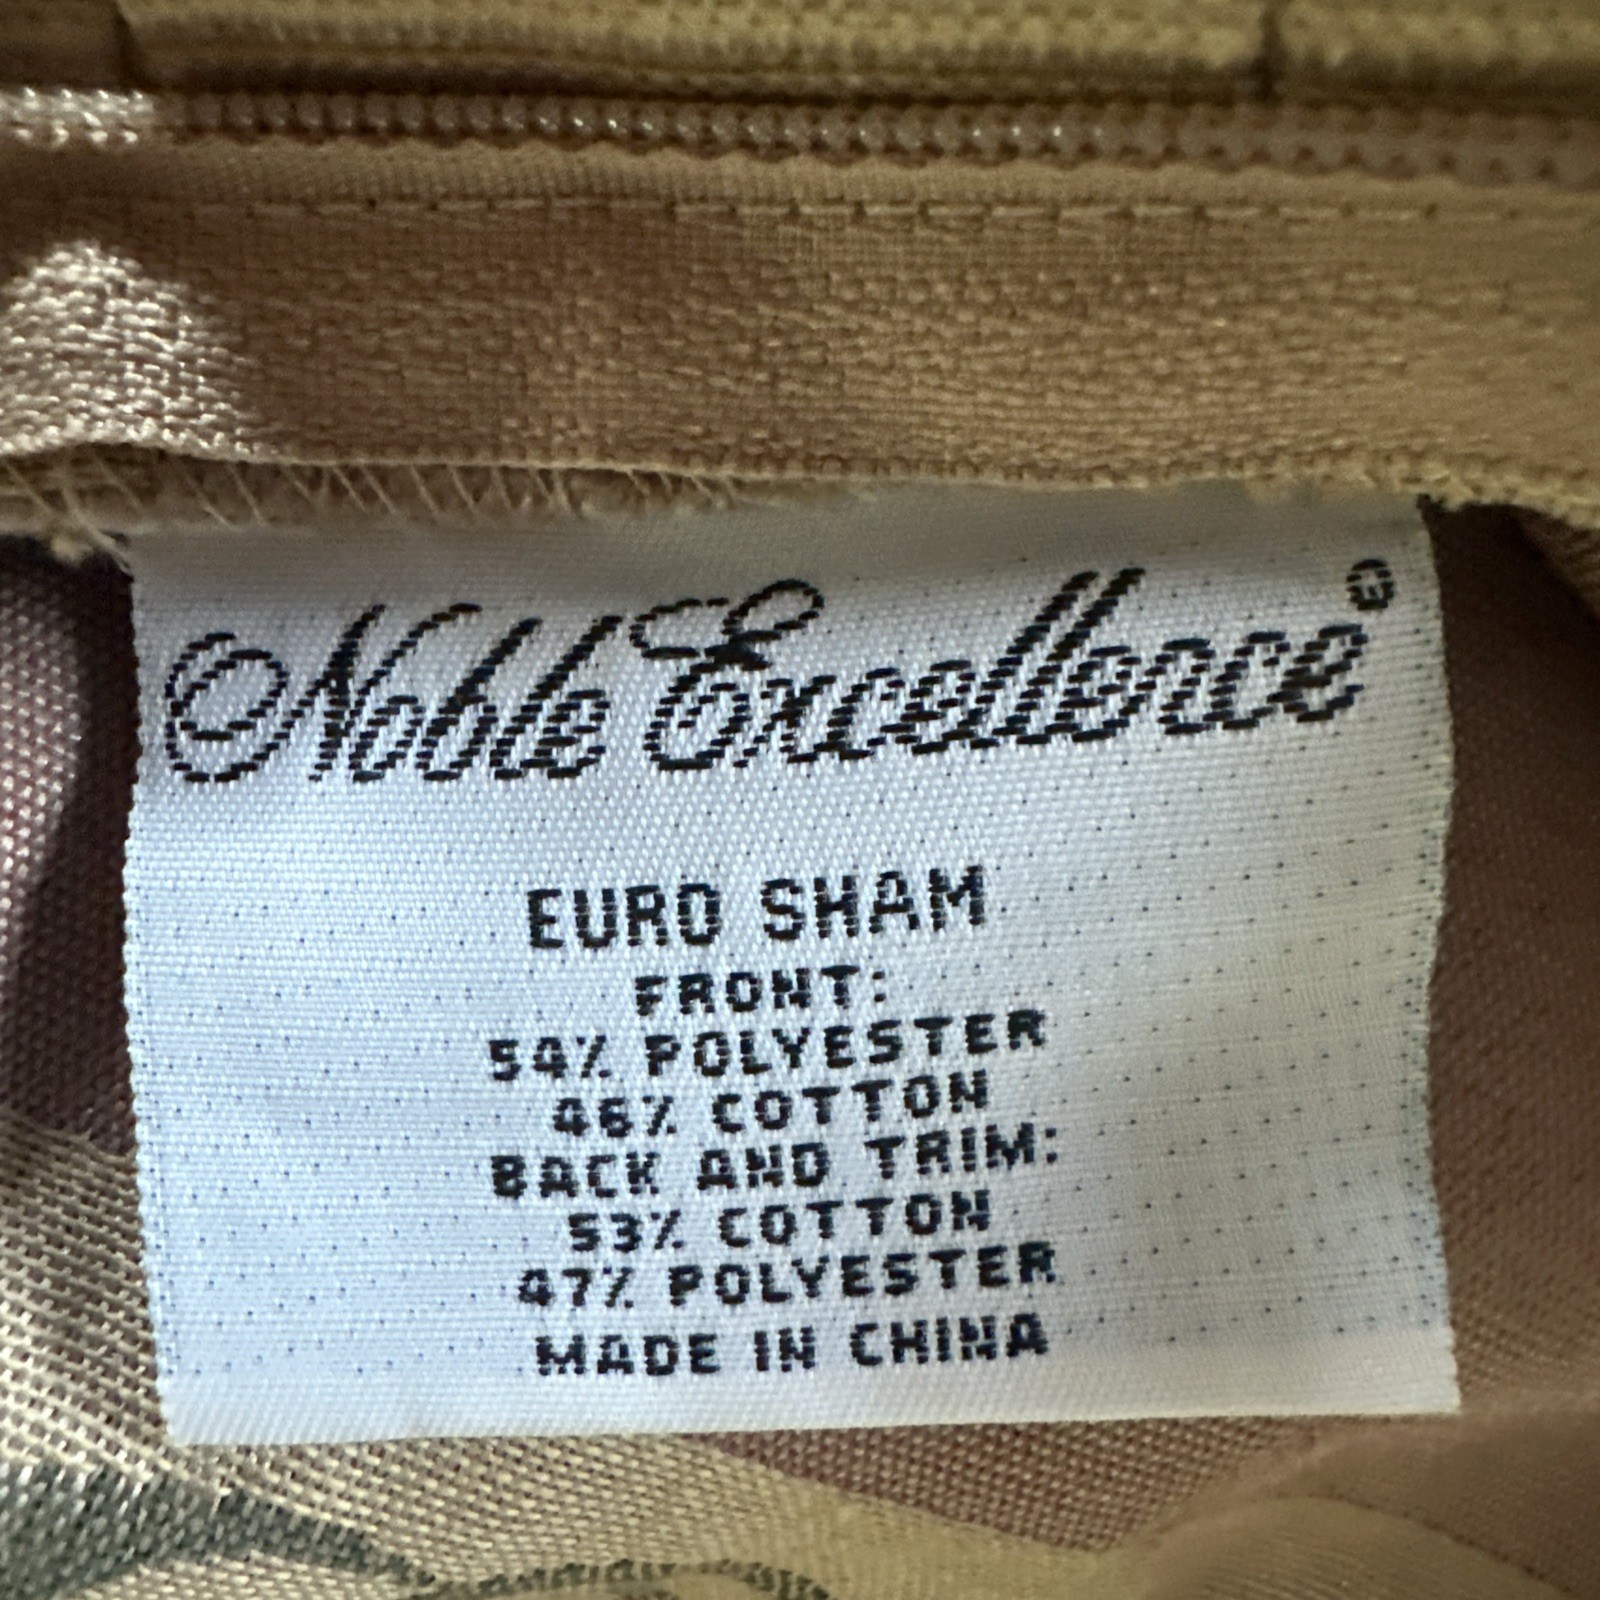 Noble Excellence®
EURO SHAM
FRONT:
54% POLYESTER
46% COTTON
BACK AND TRIM:
53% COTTON
47% POLYESTER
MADE IN CHINA